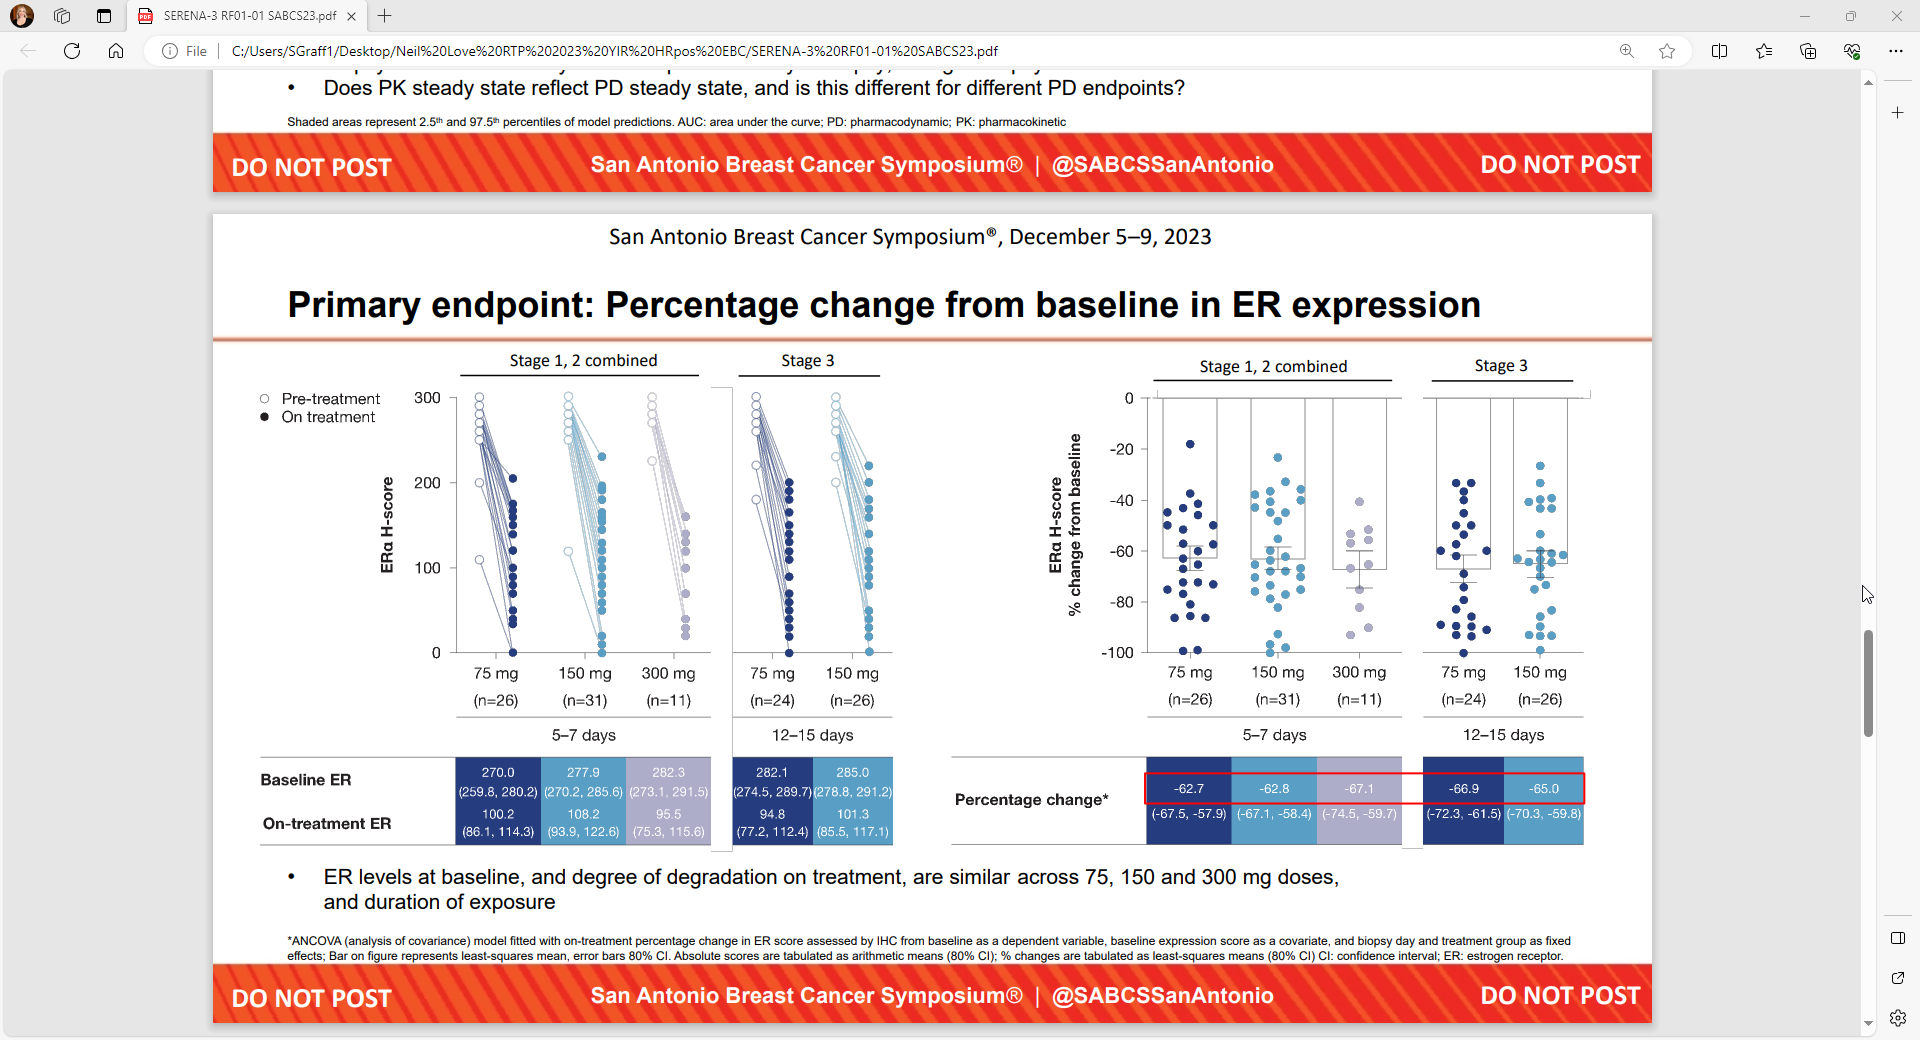 SERENA-3 RF01-01 SABCS23.pdf
File
C:/Users/SGraff1/Desktop/Neil%20Love%20RTP%202023%20YIR%20HRpos%20EBC/SERENA-3%20RF01-01%20SABCS23.pdf
• Does PK steady state reflect PD steady state, and is this different for different PD endpoints?
Shaded areas represent 2.5th and 97.5th percentiles of model predictions. AUC: area under the curve; PD: pharmacodynamic; PK: pharmacokinetic
DO NOT POST San Antonio Breast Cancer Symposium® | @SABCSSanAntonio DO NOT POST
San Antonio Breast Cancer Symposium®, December 5–9, 2023
Primary endpoint: Percentage change from baseline in ER expression
Stage 1, 2 combined Stage 3
Pre-treatment
On treatment
ERα H-score
300
200
100
0
75 mg 150 mg 300 mg 75 mg 150 mg
(n=26) (n=31) (n=11) (n=24) (n=26)
5–7 days 12–15 days
Baseline ER
270.0 277.9 282.3 282.1 285.0
(259.8, 280.2) (270.2, 285.6) (273.1, 291.5) (274.5, 289.7) (278.8, 291.2)
On-treatment ER
100.2 108.2 95.5 94.8 101.3
(86.1, 114.3) (93.9, 122.6) (75.3, 115.6) (77.2, 112.4) (85.5, 117.1)
Stage 1, 2 combined Stage 3
ERα H-score
% change from baseline
0
-20
-40
-60
-80
-100
75 mg 150 mg 300 mg 75 mg 150 mg
(n=26) (n=31) (n=11) (n=24) (n=26)
5–7 days 12–15 days
Percentage change*
-62.7 -62.8 -67.1 -66.9 -65.0
(-67.5, -57.9) (-67.1, -58.4) (-74.5, -59.7) (-72.3, -61.5) (-70.3, -59.8)
• ER levels at baseline, and degree of degradation on treatment, are similar across 75, 150 and 300 mg doses,
and duration of exposure
*ANCOVA (analysis of covariance) model fitted with on-treatment percentage change in ER score assessed by IHC from baseline as a dependent variable, baseline expression score as a covariate, and biopsy day and treatment group as fixed
effects; Bar on figure represents least-squares mean, error bars 80% CI. Absolute scores are tabulated as arithmetic means (80% CI); % changes are tabulated as least-squares means (80% CI) CI: confidence interval; ER: estrogen receptor.
DO NOT POST San Antonio Breast Cancer Symposium® | @SABCSSanAntonio DO NOT POST